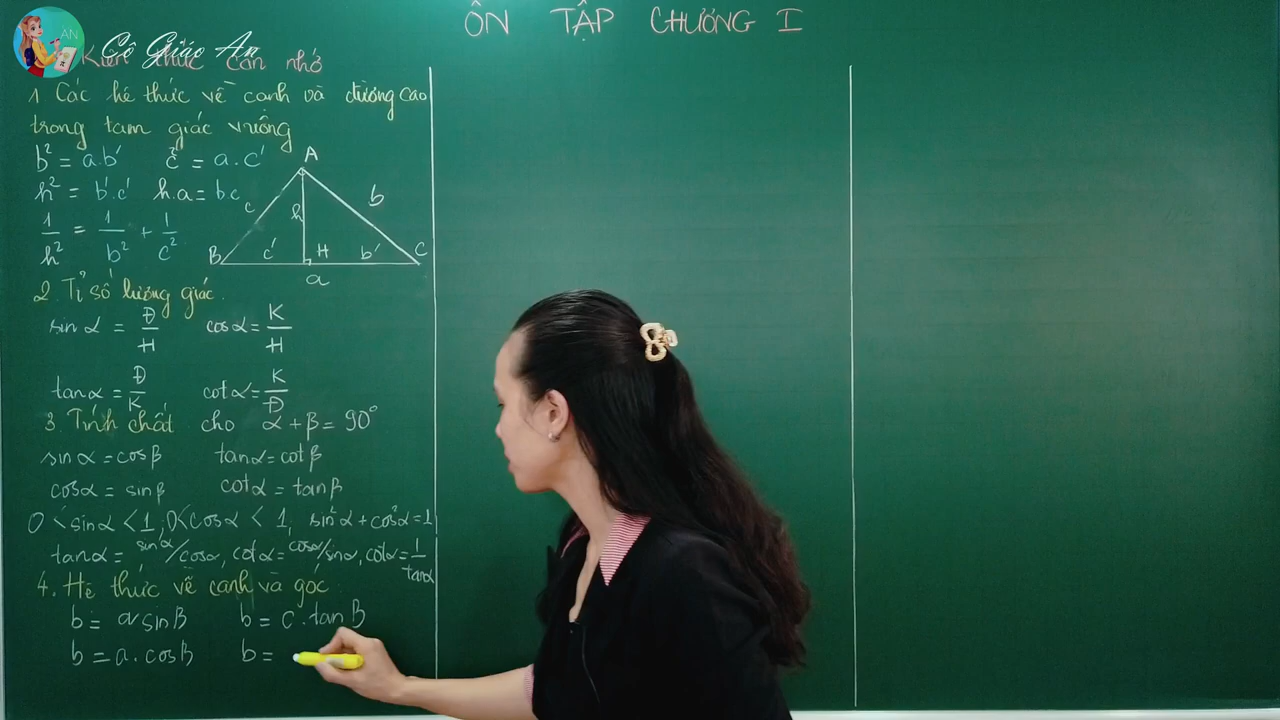 ÔN TẬP CHƯƠNG I
AN
Cô Giáo An
Kiến thức cần nhớ
1 Các hệ thức về cạnh và đường cao
trong tam giác vuông
b² = a.b' c² = a.c'
h² = b'.c' h.a = bc
1/h² = 1/b² + 1/c²
A
c h b
B c' H b' C
a
2. Tỉ số lượng giác.
sin α = Đ/H cos α = K/H
tan α = Đ/K cot α = K/Đ
3. Tính chất cho α + β = 90°
sin α = cos β tan α = cot β
cos α = sin β cot α = tan β
0 < sin α < 1, 0 < cos α < 1, sin² α + cos² α = 1
tan α = sin α/cos α, cot α = cos α/sin α, cot α = 1/tan α
4. Hệ thức về cạnh và góc
b = a sin B b = c. tan B
b = a. cos B b =